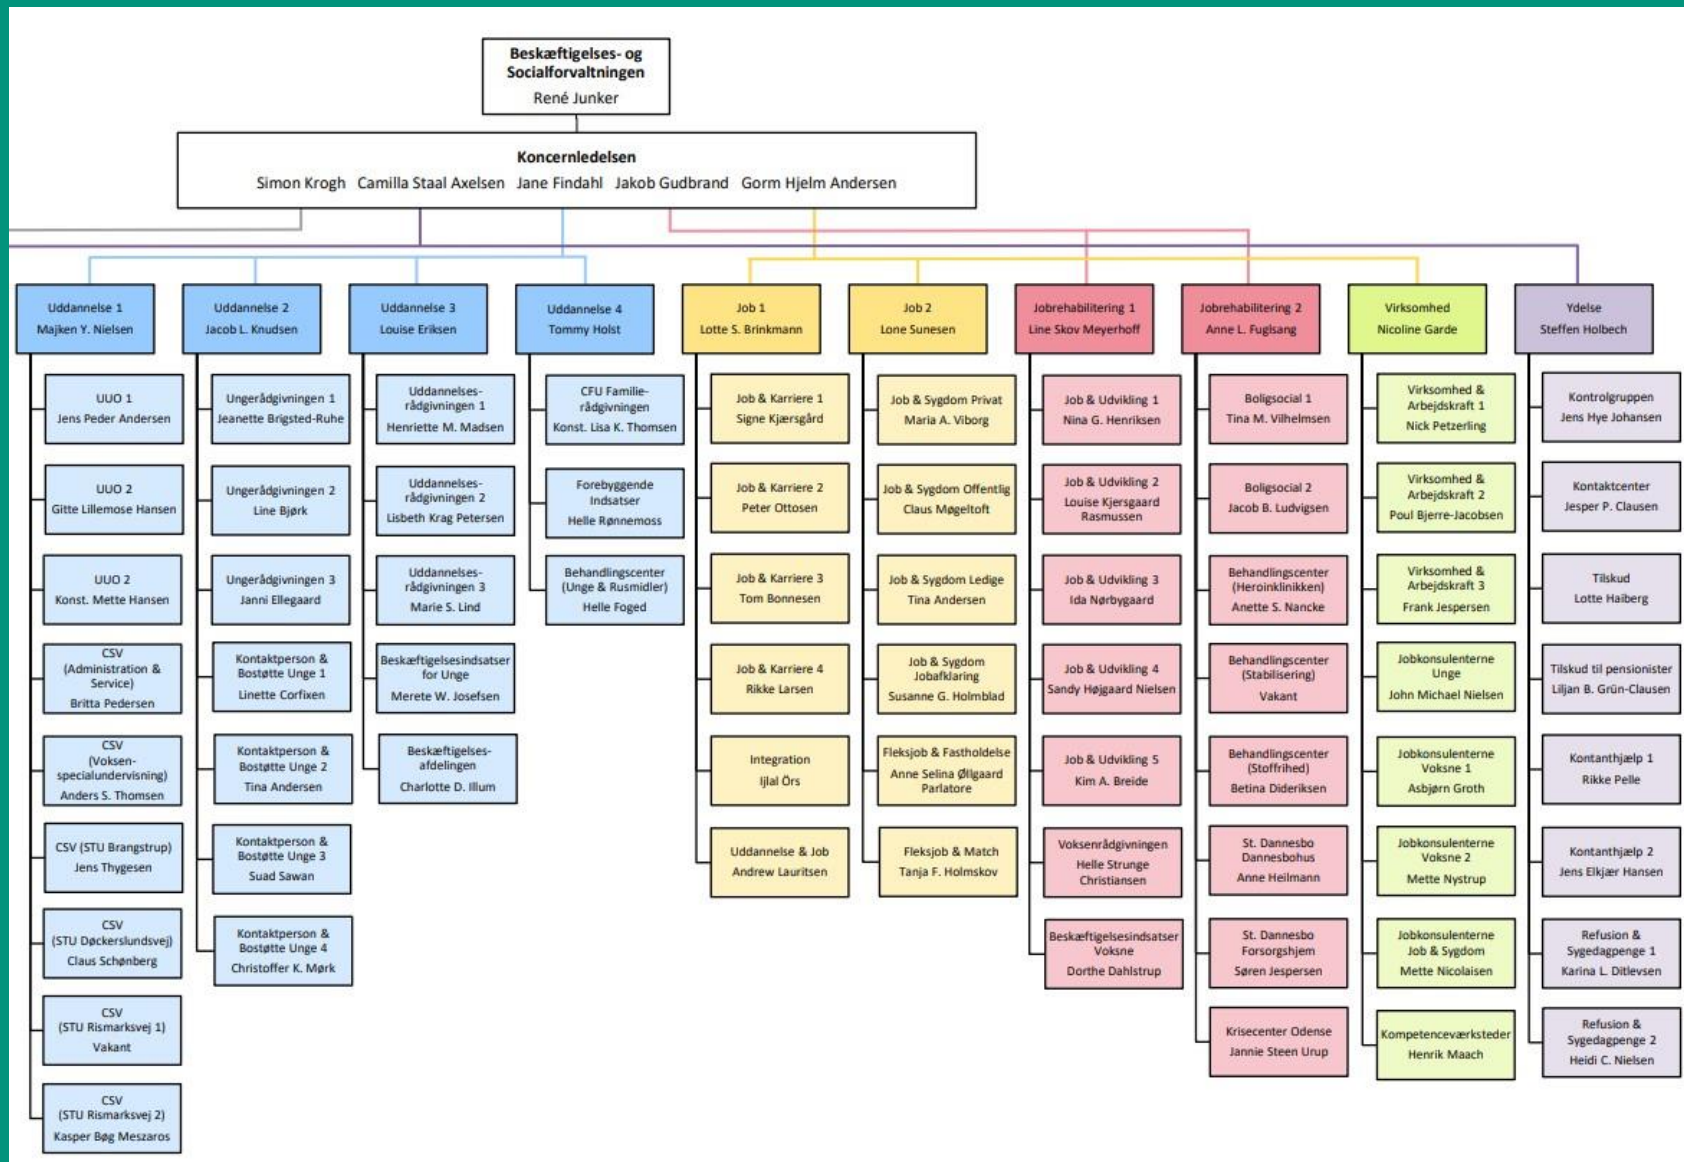 Beskæftigelses- og
Socialforvaltningen
René Junker
Koncernledelsen
Simon Krogh Camilla Staal Axelsen Jane Findahl Jakob Gudbrand Gorm Hjelm Andersen
Uddannelse 1
Majken Y. Nielsen
UUO 1
Jens Peder Andersen
UUO 2
Gitte Lillemose Hansen
UUO 2
Konst. Mette Hansen
CSV
(Administration &
Service)
Britta Pedersen
CSV
(Voksen-
specialundervisning)
Anders S. Thomsen
CSV (STU Brangstrup)
Jens Thygesen
CSV
(STU Døckerslundsvej)
Claus Schønberg
CSV
(STU Rismarksvej 1)
Vakant
CSV
(STU Rismarksvej 2)
Kasper Bøg Meszaros
Uddannelse 2
Jacob L. Knudsen
Ungerådgivningen 1
Jeanette Brigsted-Ruhe
Ungerådgivningen 2
Line Bjørk
Ungerådgivningen 3
Janni Ellegaard
Kontaktperson &
Bostøtte Unge 1
Linette Corfixen
Kontaktperson &
Bostøtte Unge 2
Tina Andersen
Kontaktperson &
Bostøtte Unge 3
Suad Sawan
Kontaktperson &
Bostøtte Unge 4
Christoffer K. Mørk
Uddannelse 3
Louise Eriksen
Uddannelses-
rådgivningen 1
Henriette M. Madsen
Uddannelses-
rådgivningen 2
Lisbeth Krag Petersen
Uddannelses-
rådgivningen 3
Marie S. Lind
Beskæftigelsesindsatser
for Unge
Merete W. Josefsen
Beskæftigelses-
afdelingen
Charlotte D. Illum
Uddannelse 4
Tommy Holst
CFU Familie-
rådgivningen
Konst. Lisa K. Thomsen
Forebyggende
Indsatser
Helle Rønnemoss
Behandlingscenter
(Unge & Rusmidler)
Helle Foged
Job 1
Lotte S. Brinkmann
Job & Karriere 1
Signe Kjærsgård
Job & Karriere 2
Peter Ottosen
Job & Karriere 3
Tom Bonnesen
Job & Karriere 4
Rikke Larsen
Integration
Ijlal Örs
Uddannelse & Job
Andrew Lauritsen
Job 2
Lone Sunesen
Job & Sygdom Privat
Maria A. Viborg
Job & Sygdom Offentlig
Claus Møgeltoft
Job & Sygdom Ledige
Tina Andersen
Job & Sygdom
Jobafklaring
Susanne G. Holmblad
Fleksjob & Fastholdelse
Anne Selina Øllgaard
Parlatore
Fleksjob & Match
Tanja F. Holmskov
Jobrehabilitering 1
Line Skov Meyerhoff
Job & Udvikling 1
Nina G. Henriksen
Job & Udvikling 2
Louise Kjersgaard
Rasmussen
Job & Udvikling 3
Ida Nørbygaard
Job & Udvikling 4
Sandy Højgaard Nielsen
Job & Udvikling 5
Kim A. Breide
Voksenrådgivningen
Helle Strunge
Christiansen
Beskæftigelsesindsatser
Voksne
Dorthe Dahlstrup
Jobrehabilitering 2
Anne L. Fuglsang
Boligsocial 1
Tina M. Vilhelmsen
Boligsocial 2
Jacob B. Ludvigsen
Behandlingscenter
(Heroinklinikken)
Anette S. Nancke
Behandlingscenter
(Stabilisering)
Vakant
Behandlingscenter
(Stoffrihed)
Betina Dideriksen
St. Dannesbo
Dannesbohus
Anne Heilmann
St. Dannesbo
Forsorgshjem
Søren Jespersen
Krisecenter Odense
Jannie Steen Urup
Virksomhed
Nicoline Garde
Virksomhed &
Arbejdskraft 1
Nick Petzerling
Virksomhed &
Arbejdskraft 2
Poul Bjerre-Jacobsen
Virksomhed &
Arbejdskraft 3
Frank Jespersen
Jobkonsulenterne
Unge
John Michael Nielsen
Jobkonsulenterne
Voksne 1
Asbjørn Groth
Jobkonsulenterne
Voksne 2
Mette Nystrup
Jobkonsulenterne
Job & Sygdom
Mette Nicolaisen
Kompetenceværksteder
Henrik Maach
Ydelse
Steffen Holbech
Kontrolgruppen
Jens Hye Johansen
Kontaktcenter
Jesper P. Clausen
Tilskud
Lotte Haiberg
Tilskud til pensionister
Liljan B. Grün-Clausen
Kontanthjælp 1
Rikke Pelle
Kontanthjælp 2
Jens Elkjær Hansen
Refusion &
Sygedagpenge 1
Karina L. Ditlevsen
Refusion &
Sygedagpenge 2
Heidi C. Nielsen